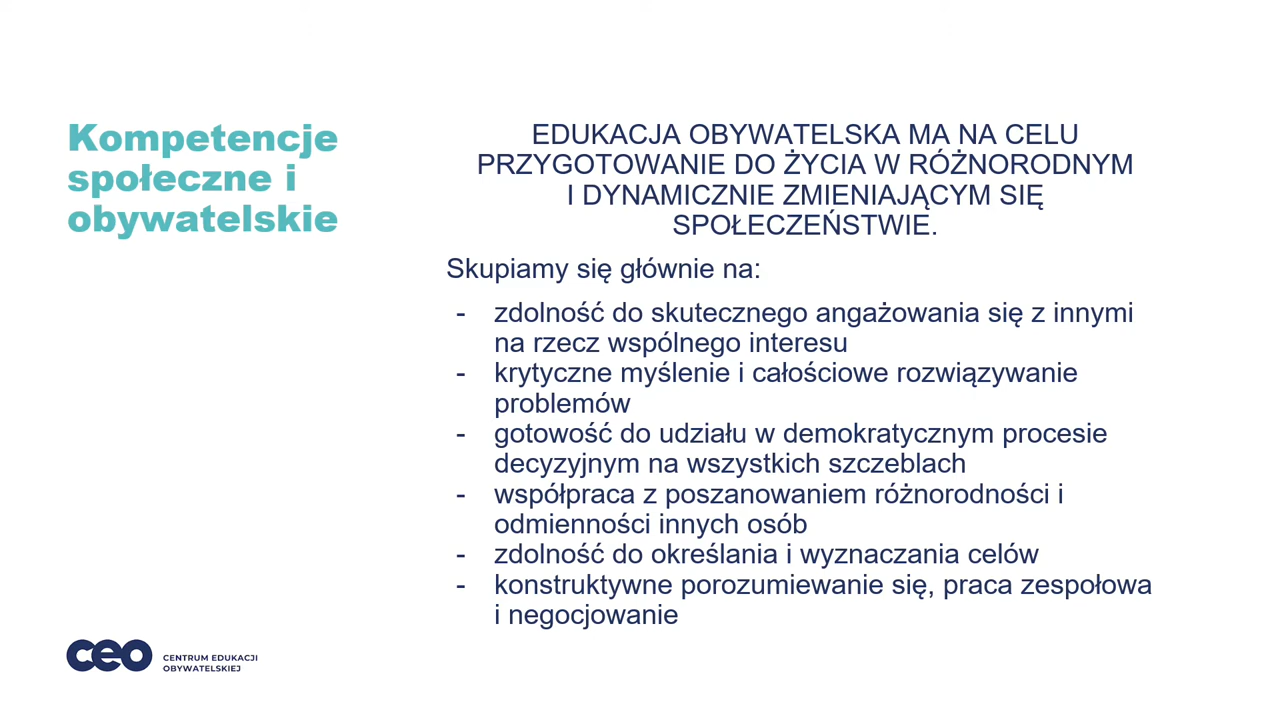 Kompetencje
społeczne i
obywatelskie
EDUKACJA OBYWATELSKA MA NA CELU
PRZYGOTOWANIE DO ŻYCIA W RÓŻNORODNYM
I DYNAMICZNIE ZMIENIAJĄCYM SIĘ
SPOŁECZEŃSTWIE.
Skupiamy się głównie na:
- zdolność do skutecznego angażowania się z innymi
na rzecz wspólnego interesu
- krytyczne myślenie i całościowe rozwiązywanie
problemów
- gotowość do udziału w demokratycznym procesie
decyzyjnym na wszystkich szczeblach
- współpraca z poszanowaniem różnorodności i
odmienności innych osób
- zdolność do określania i wyznaczania celów
- konstruktywne porozumiewanie się, praca zespołowa
i negocjowanie
ceo
CENTRUM EDUKACJI
OBYWATELSKIEJ